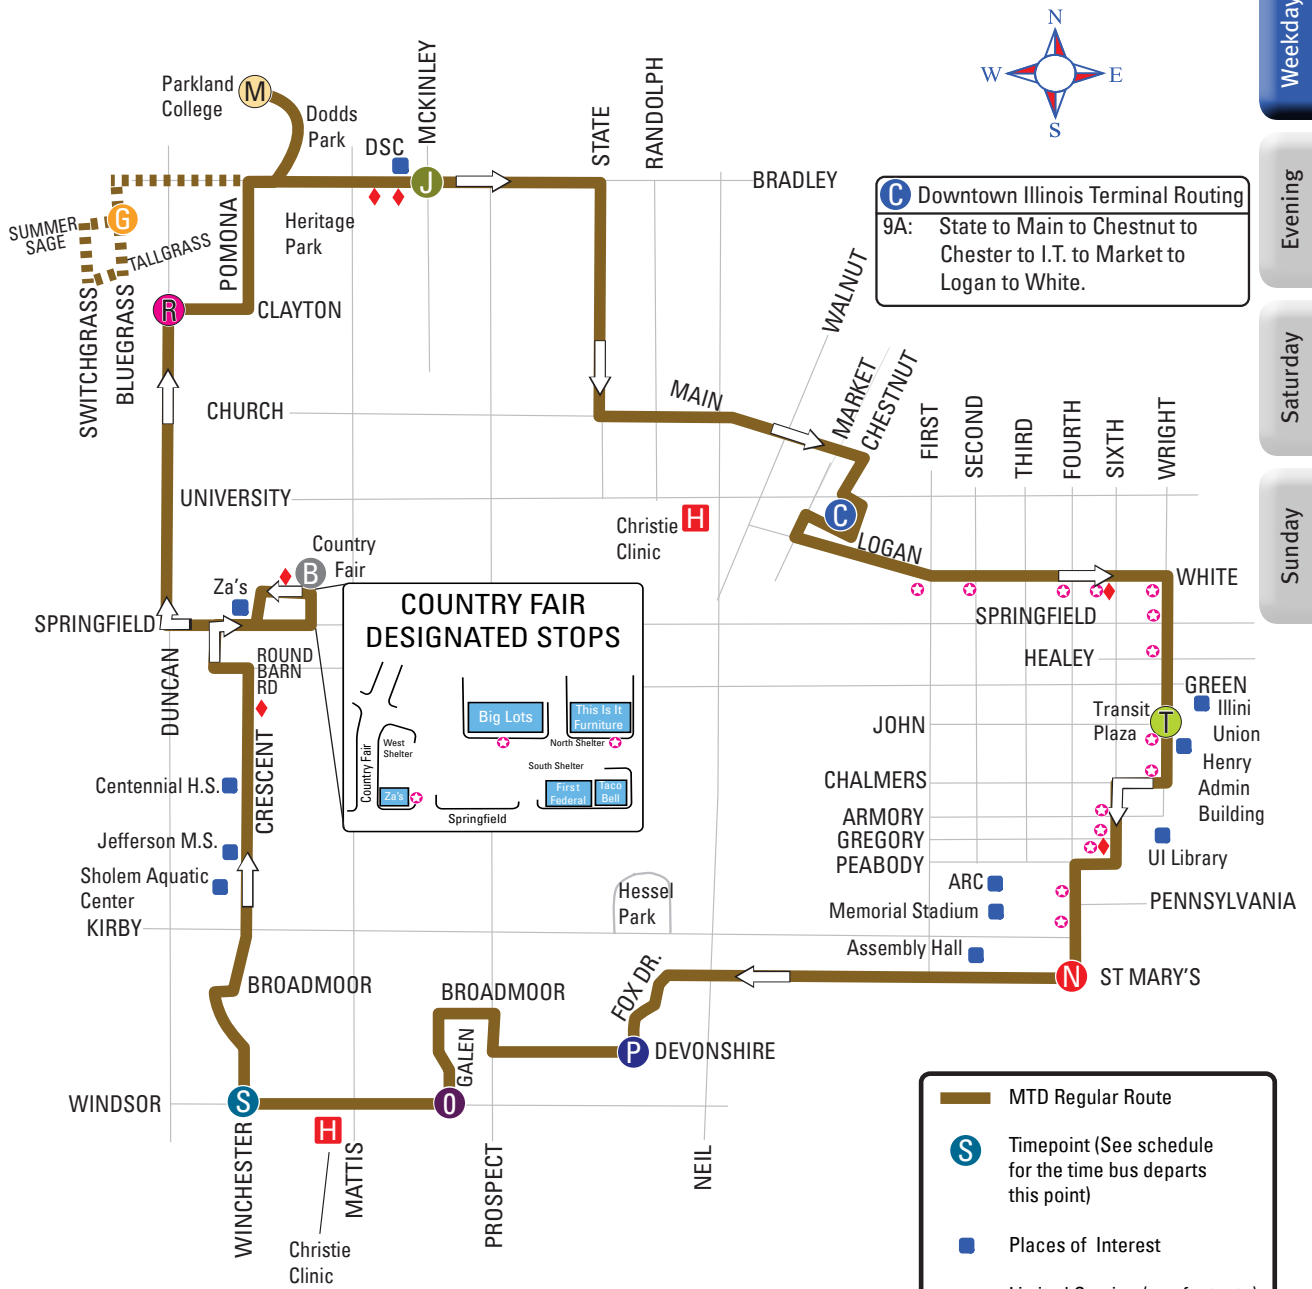 N
W
E
S
Weekday
Evening
Saturday
Sunday
Parkland
College
M
Dodds
Park
DSC
MCKINLEY
J
STATE
RANDOLPH
BRADLEY
C Downtown Illinois Terminal Routing
9A: State to Main to Chestnut to
Chester to I.T. to Market to
Logan to White.
SUMMER
SAGE
G
TALLGRASS
POMONA
Heritage
Park
SWITCHGRASS
BLUEGRASS
R
CLAYTON
WALNUT
MARKET
CHESTNUT
CHURCH
MAIN
FIRST
SECOND
THIRD
FOURTH
SIXTH
WRIGHT
UNIVERSITY
Christie
Clinic
H
C
LOGAN
Country
Fair
B
Za's
WHITE
SPRINGFIELD
SPRINGFIELD
HEALEY
COUNTRY FAIR
DESIGNATED STOPS
Big Lots
This Is It
Furniture
West
Shelter
North Shelter
South Shelter
Country Fair
Za's
First
Federal
Taco
Bell
Springfield
ROUND
BARN
RD
DUNCAN
CRESCENT
GREEN
Transit
Plaza
T
Illini
Union
JOHN
Henry
Admin
Building
CHALMERS
Centennial H.S.
ARMORY
GREGORY
PEABODY
UI Library
Jefferson M.S.
Sholem Aquatic
Center
ARC
Hessel
Park
PENNSYLVANIA
Memorial Stadium
KIRBY
Assembly Hall
BROADMOOR
BROADMOOR
FOX DR.
N
ST MARY'S
GALEN
P
DEVONSHIRE
WINDSOR
S
O
H
WINCHESTER
MATTIS
PROSPECT
NEIL
Christie
Clinic
MTD Regular Route
S
Timepoint (See schedule
for the time bus departs
this point)
Places of Interest